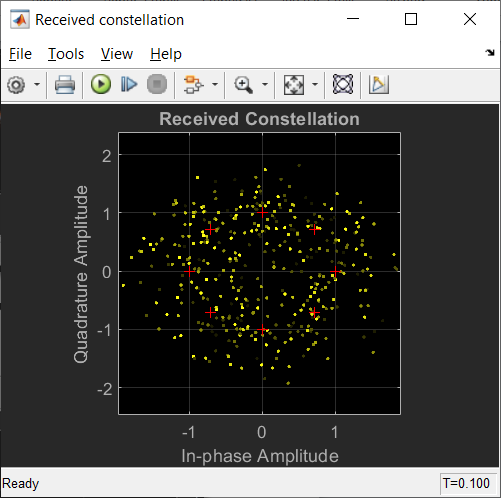 Received constellation
File Tools View Help
Received Constellation
2
1
0
-1
-2
Quadrature Amplitude
-1 0 1
In-phase Amplitude
Ready T=0.100